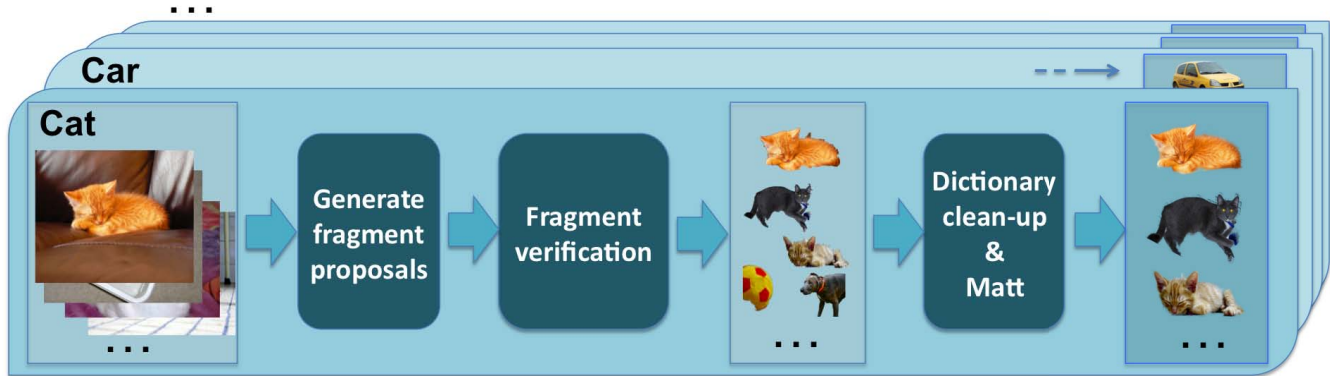 ...
Car
Cat
Generate
fragment
proposals
Fragment
verification
Dictionary
clean-up
&
Matt
...
...
...